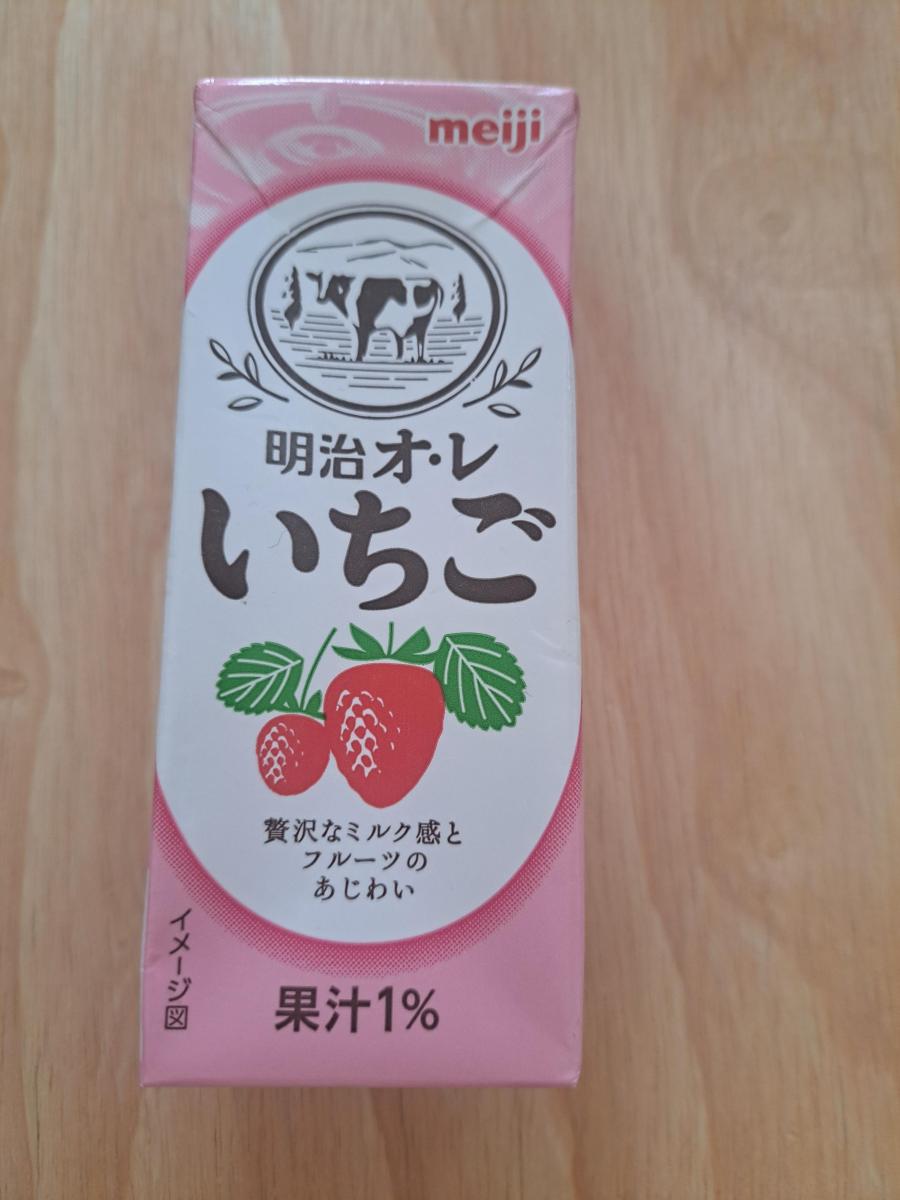 meiji
明治オ・レ
いちご
贅沢なミルク感と
フルーツの
あじわい
イメージ図
果汁1%